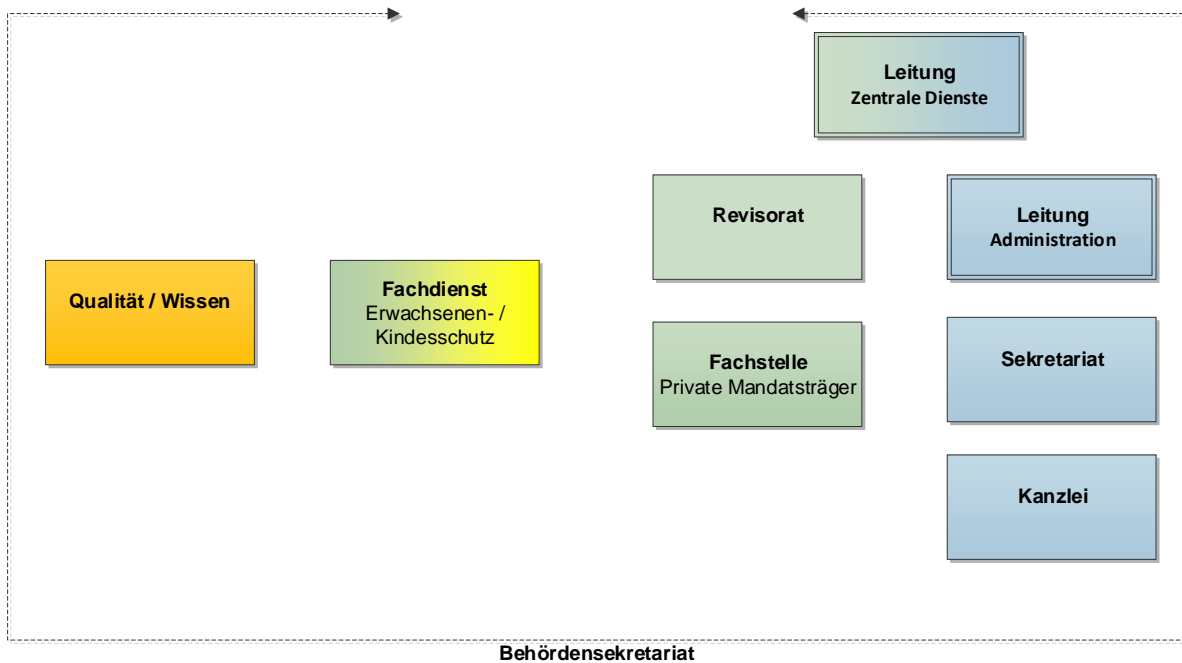 Leitung
Zentrale Dienste
Revisorat
Leitung
Administration
Qualität / Wissen
Fachdienst
Erwachsenen- /
Kindesschutz
Fachstelle
Private Mandatsträger
Sekretariat
Kanzlei
Behördensekretariat